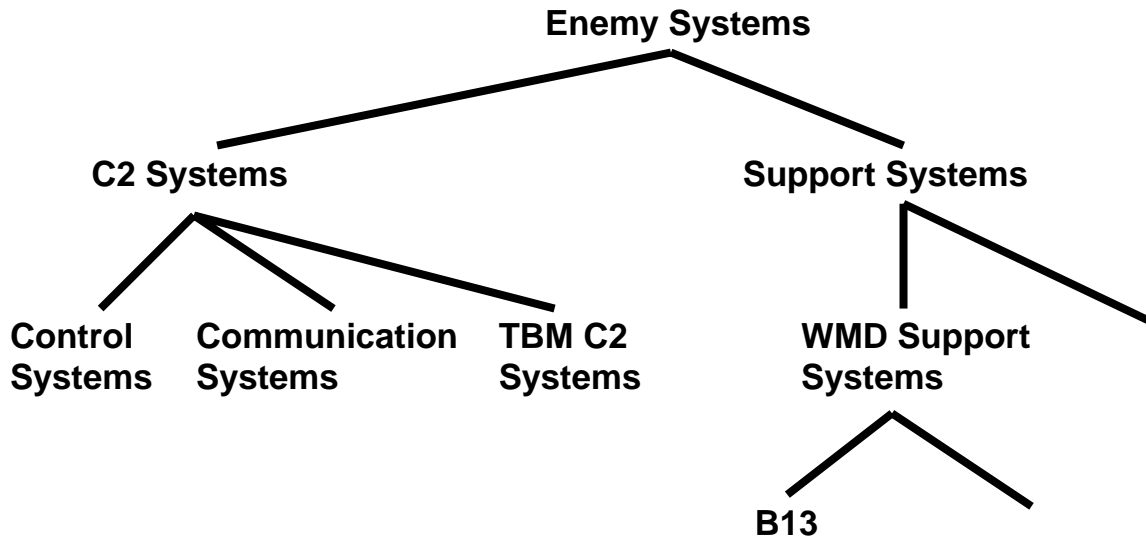 Enemy Systems
C2 Systems
Support Systems
Control
Systems
Communication
Systems
TBM C2
Systems
WMD Support
Systems
B13